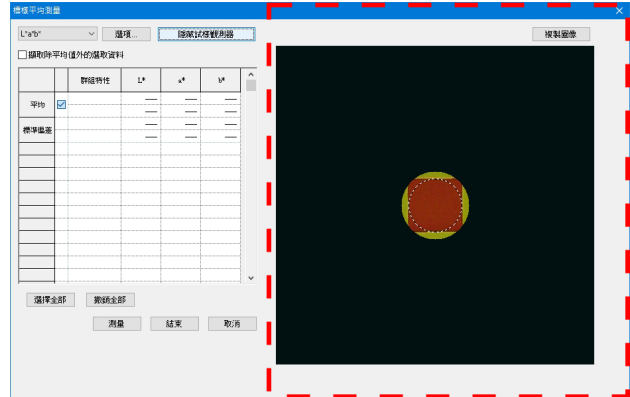 標樣平均測量
L*a*b*
選項...
隱藏試樣觀測器
複製圖像
擷取除平均值外的選取資料
群組特性 L* a* b*
平均
標準偏差
選擇全部 撤銷全部
測量 結束 取消